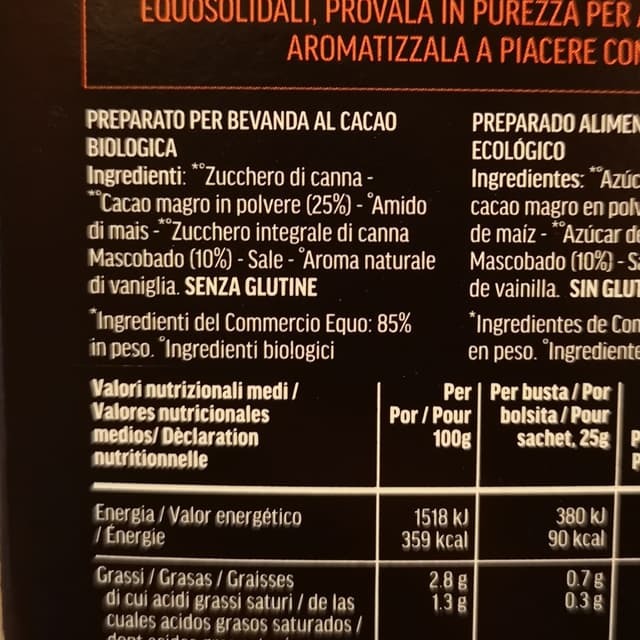 EQUOSOLIDALI, PROVALA IN PUREZZA PER
AROMATIZZALA A PIACERE CON
PREPARATO PER BEVANDA AL CACAO
BIOLOGICA
Ingredienti: *°Zucchero di canna -
*°Cacao magro in polvere (25%) - °Amido
di mais - *°Zucchero integrale di canna
Mascobado (10%) - Sale - °Aroma naturale
di vaniglia. SENZA GLUTINE
*Ingredienti del Commercio Equo: 85%
in peso. °Ingredienti biologici
PREPARADO ALIMEN
ECOLÓGICO
Ingredientes: *°Azúc
cacao magro en polv
de maíz - *°Azúcar de
Mascobado (10%) - Sa
de vainilla. SIN GLUT
*Ingredientes de Com
en peso. °Ingrediente
Valori nutrizionali medi /
Valores nutricionales
medios/ Dèclaration
nutritionnelle
Per
Por / Pour
100g
Per busta / Por
bolsita / Pour
sachet, 25g
Energia / Valor energético
/ Énergie
1518 kJ
359 kcal
380 kJ
90 kcal
Grassi / Grasas / Graisses
di cui acidi grassi saturi / de las
cuales acidos grasos saturados /
2.8 g
1.3 g
0.7 g
0.3 g